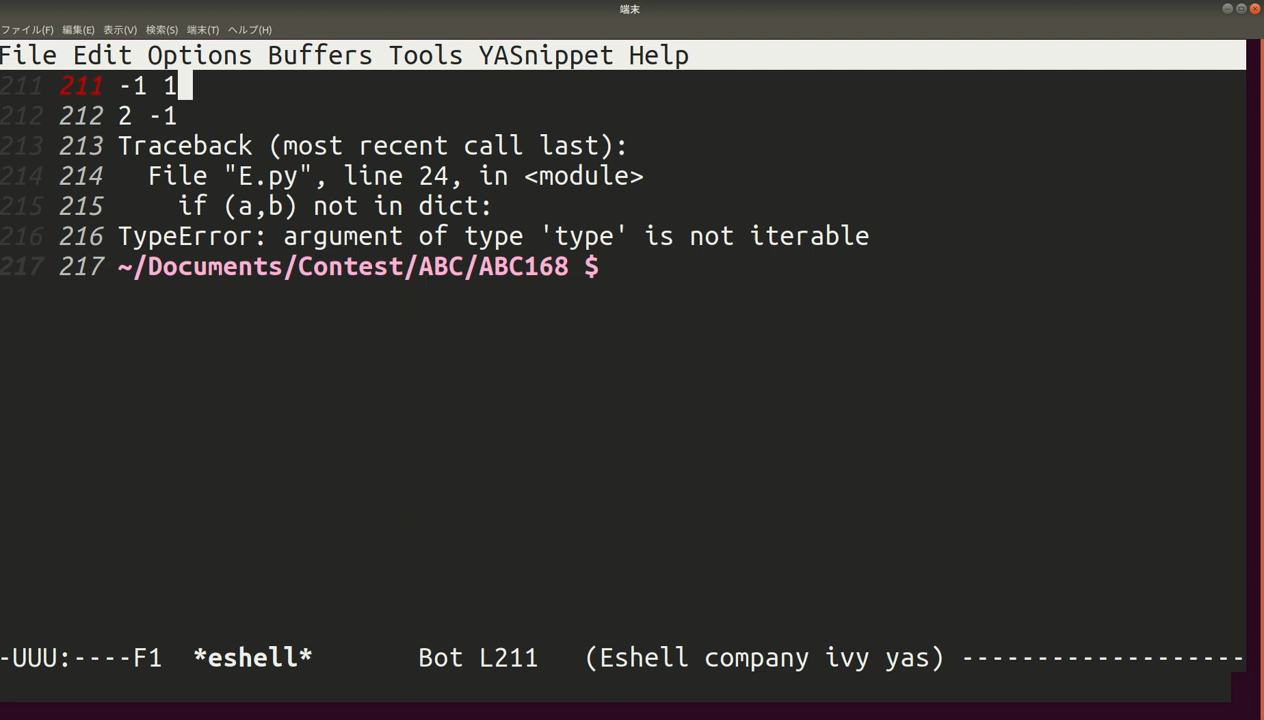 端末
ファイル(F) 編集(E) 表示(V) 検索(S) 端末(T) ヘルプ(H)
File Edit Options Buffers Tools YASnippet Help
211 211 -1 1
212 212 2 -1
213 213 Traceback (most recent call last):
214 214   File "E.py", line 24, in <module>
215 215     if (a,b) not in dict:
216 216 TypeError: argument of type 'type' is not iterable
217 217 ~/Documents/Contest/ABC/ABC168 $
-UUU:----F1  *eshell*       Bot L211   (Eshell company ivy yas) -------------------